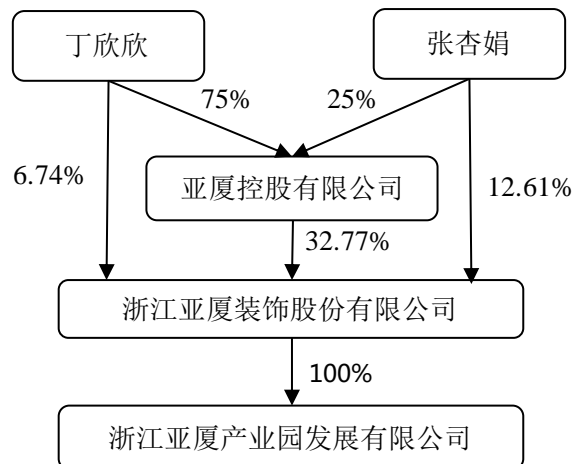 丁欣欣
张杏娟
75%
25%
6.74%
亚厦控股有限公司
12.61%
32.77%
浙江亚厦装饰股份有限公司
100%
浙江亚厦产业园发展有限公司